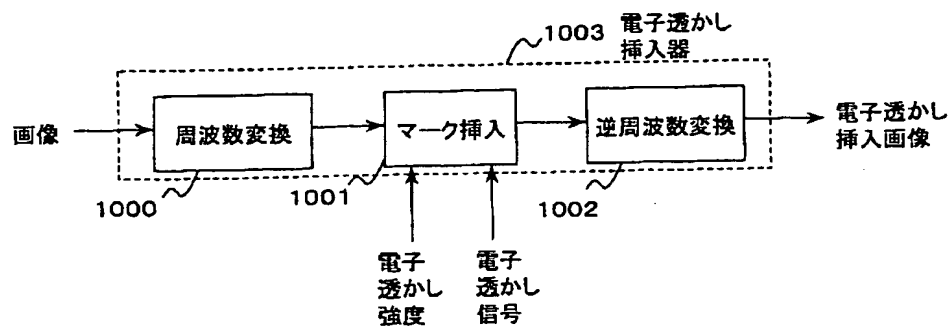 1003 電子透かし
挿入器
画像
周波数変換
マーク挿入
逆周波数変換
電子透かし
挿入画像
1000
1001
1002
電子
透かし
強度
電子
透かし
信号